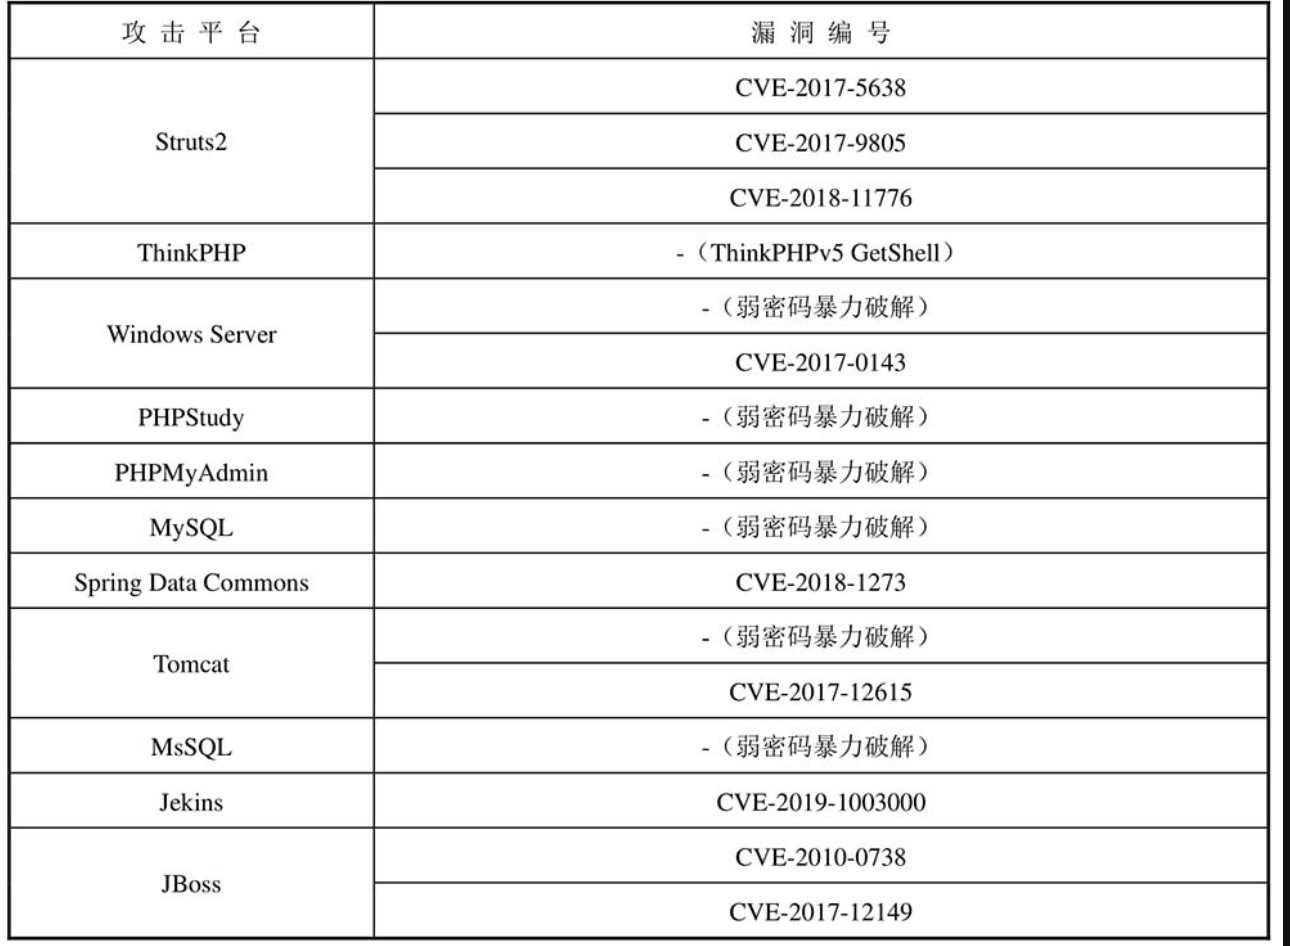 攻击平台 漏洞编号
Struts2
CVE-2017-5638
CVE-2017-9805
CVE-2018-11776
ThinkPHP -（ThinkPHPv5 GetShell）
Windows Server
-（弱密码暴力破解）
CVE-2017-0143
PHPStudy -（弱密码暴力破解）
PHPMyAdmin -（弱密码暴力破解）
MySQL -（弱密码暴力破解）
Spring Data Commons CVE-2018-1273
Tomcat
-（弱密码暴力破解）
CVE-2017-12615
MsSQL -（弱密码暴力破解）
Jekins CVE-2019-1003000
JBoss
CVE-2010-0738
CVE-2017-12149